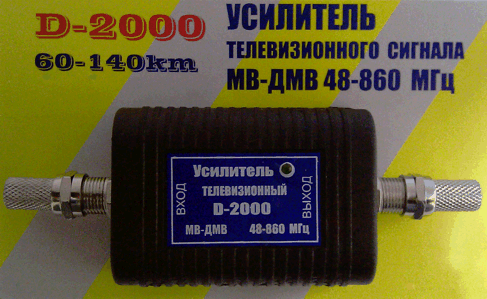 D-2000
60-140km
УСИЛИТЕЛЬ
ТЕЛЕВИЗИОННОГО СИГНАЛА
МВ-ДМВ 48-860 МГц
ВХОД
Усилитель
ТЕЛЕВИЗИОННЫЙ
D-2000
МВ-ДМВ 48-860 МГц
ВЫХОД